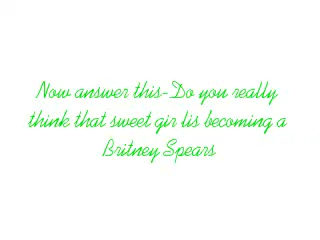 Now answer this-Do you really
think that sweet gir lis becoming a
Britney Spears